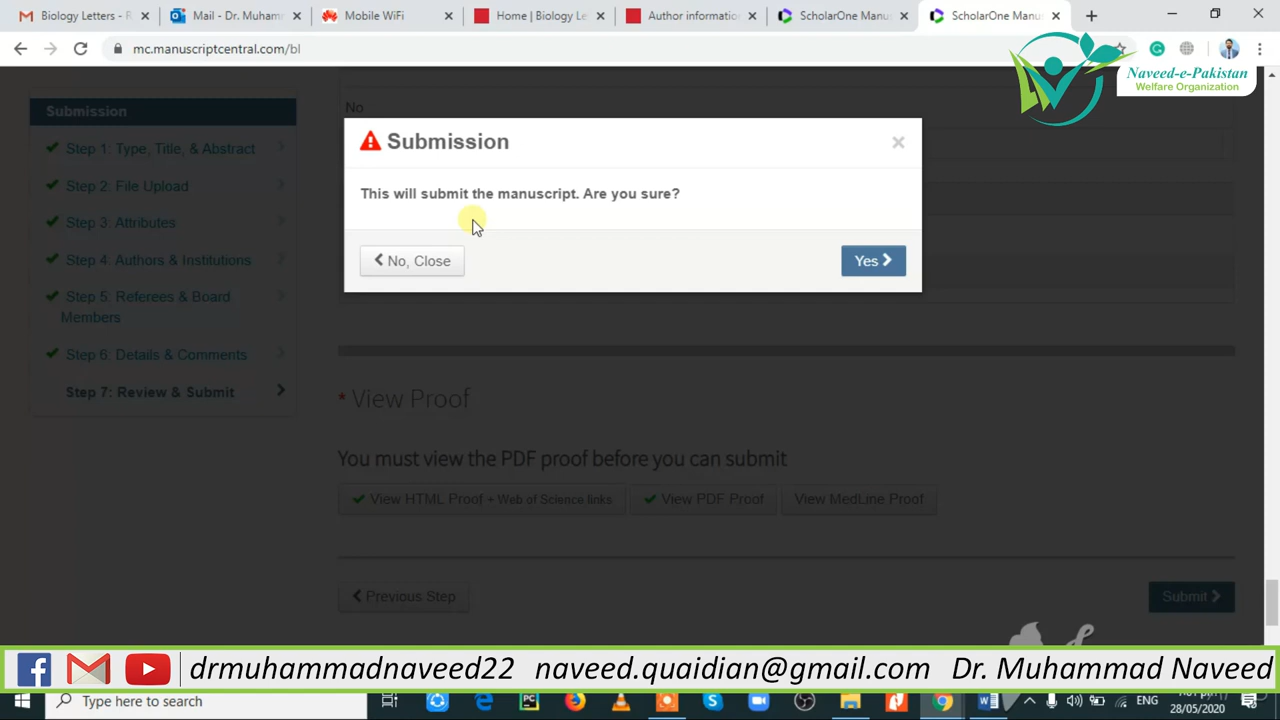 Biology Letters - R
Mail - Dr. Muhamm
Mobile WiFi
Home | Biology Le
Author informatio
ScholarOne Manu
ScholarOne Manus
mc.manuscriptcentral.com/bl
Naveed-e-Pakistan
Welfare Organization
Submission
Step 1: Type, Title, & Abstract
Step 2: File Upload
Step 3: Attributes
Step 4: Authors & Institutions
Step 5: Referees & Board
Members
Step 6: Details & Comments
Step 7: Review & Submit
No
Submission
This will submit the manuscript. Are you sure?
No, Close
Yes
* View Proof
You must view the PDF proof before you can submit
View HTML Proof + Web of Science links
View PDF Proof
View MedLine Proof
Previous Step
Submit
drmuhammadnaveed22 naveed.quaidian@gmail.com Dr. Muhammad Naveed
Type here to search
ENG
28/05/2020